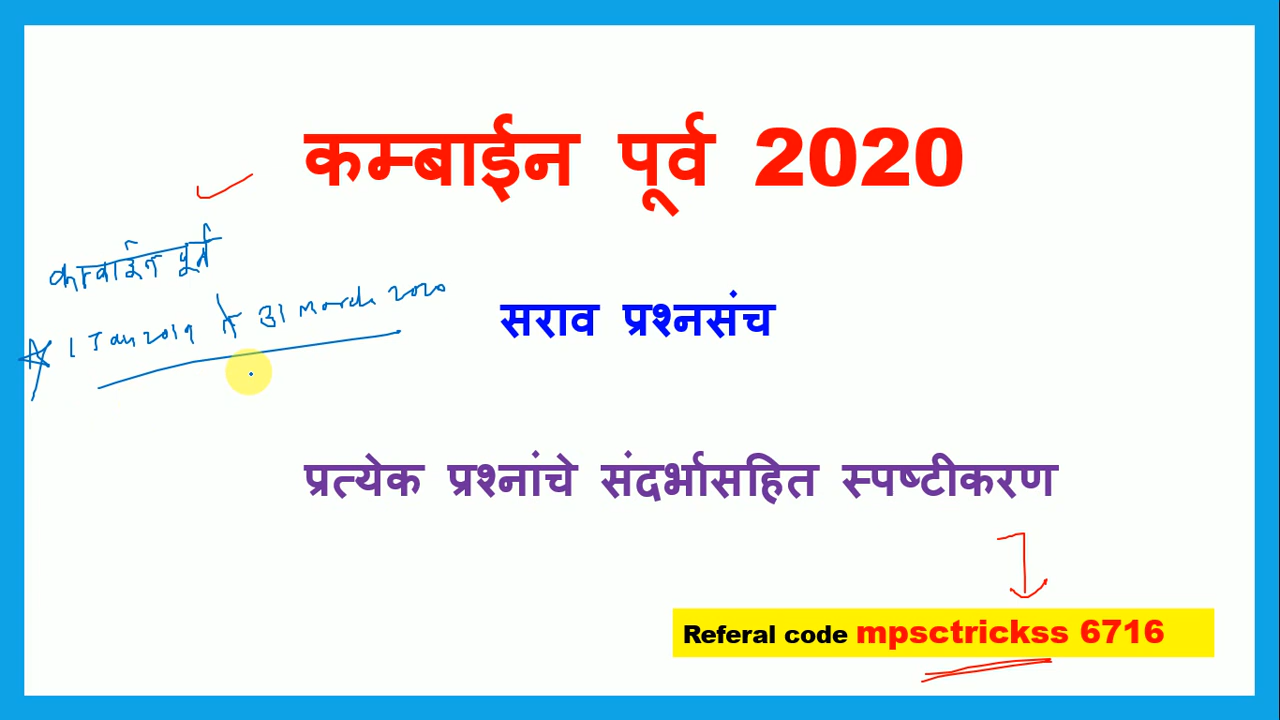 कम्बाईन पूर्व 2020
कम्बाईन पूर्व
1 Jan 2019 ते 31 March 2020
सराव प्रश्नसंच
प्रत्येक प्रश्नांचे संदर्भासहित स्पष्टीकरण
Referal code mpsctrickss 6716